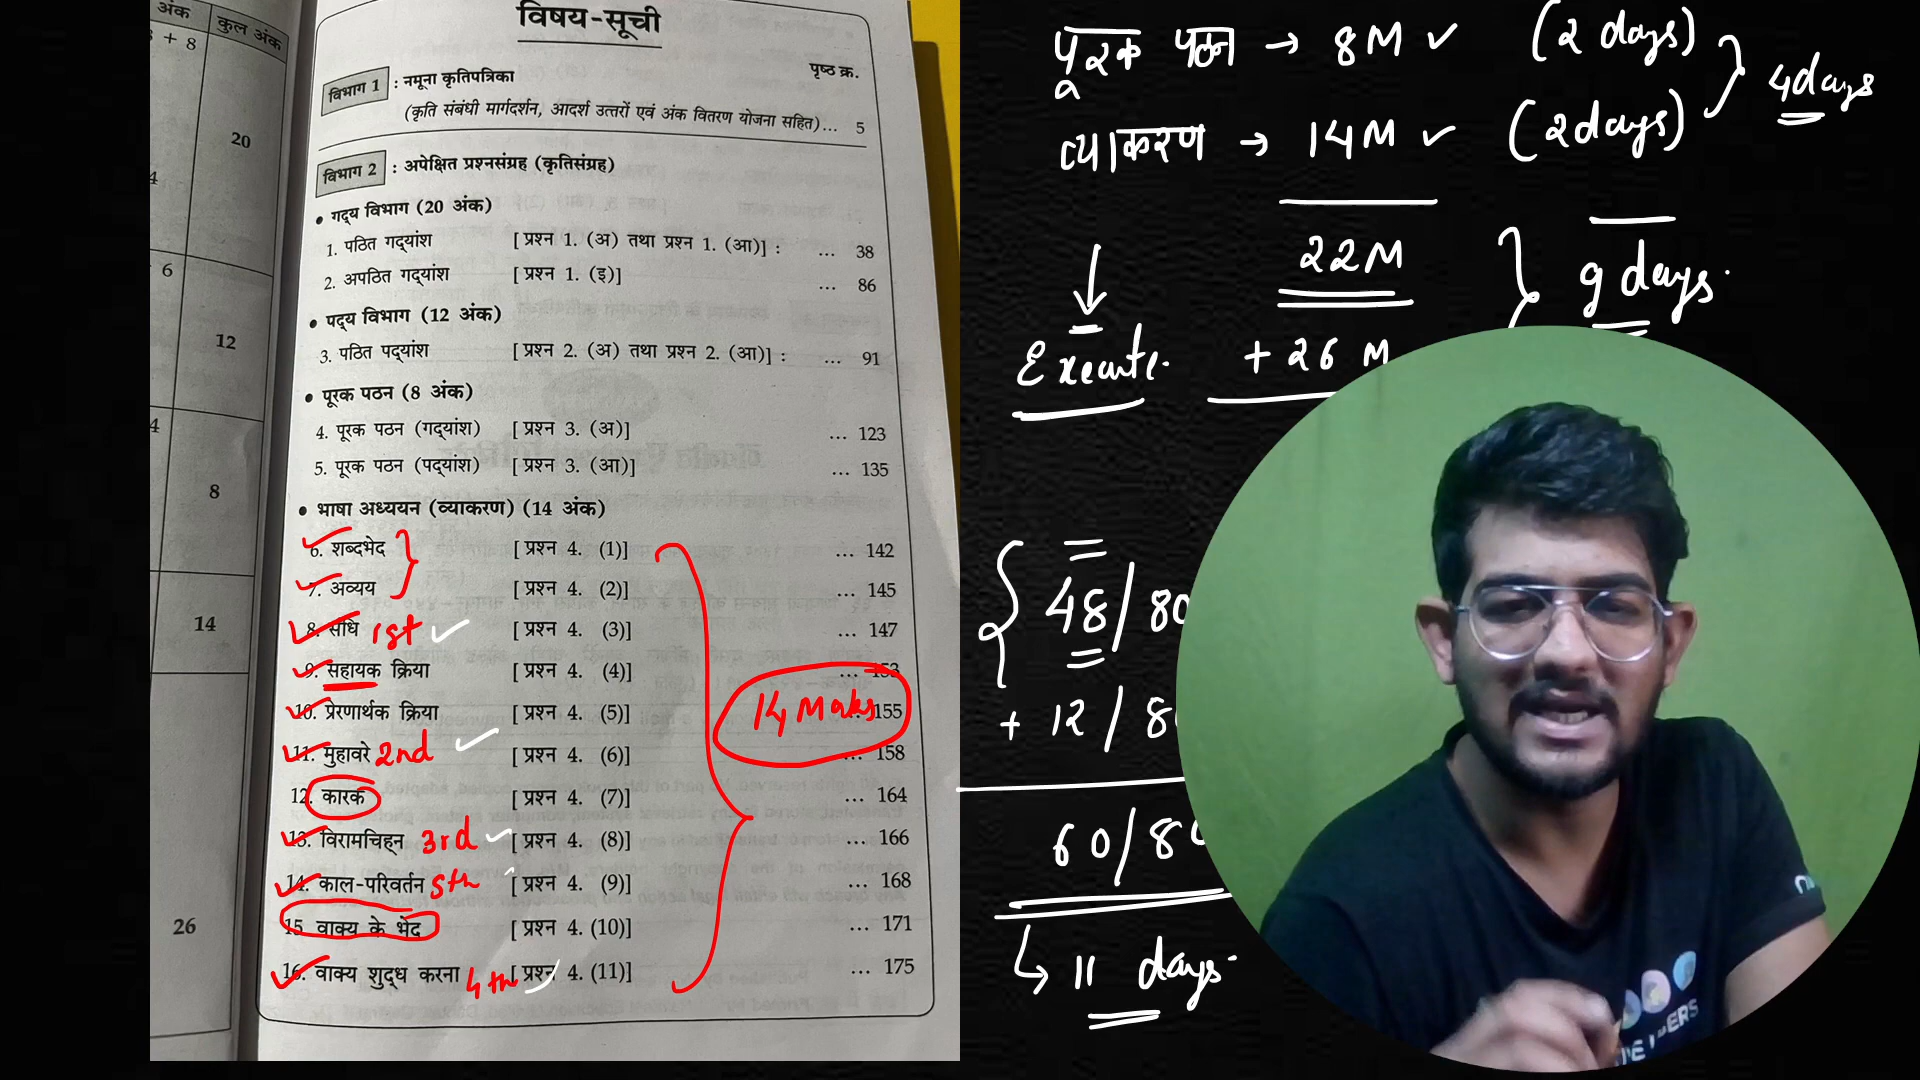 अंक
कुल अंक
+ 8
20
4
6
12
4
8
14
26
विषय-सूची
पृष्ठ क्र.
विभाग 1 : नमूना कृतिपत्रिका
(कृति संबंधी मार्गदर्शन, आदर्श उत्तरों एवं अंक वितरण योजना सहित)... 5
विभाग 2 : अपेक्षित प्रश्नसंग्रह (कृतिसंग्रह)
• गद्य विभाग (20 अंक)
1. पठित गद्यांश [ प्रश्न 1. (अ) तथा प्रश्न 1. (आ)] : ... 38
2. अपठित गद्यांश [ प्रश्न 1. (इ)] ... 86
• पद्य विभाग (12 अंक)
3. पठित पद्यांश [ प्रश्न 2. (अ) तथा प्रश्न 2. (आ)] : ... 91
• पूरक पठन (8 अंक)
4. पूरक पठन (गद्यांश) [ प्रश्न 3. (अ)] ... 123
5. पूरक पठन (पद्यांश) [ प्रश्न 3. (आ)] ... 135
• भाषा अध्ययन (व्याकरण) (14 अंक)
6. शब्दभेद [ प्रश्न 4. (1)] ... 142
7. अव्यय [ प्रश्न 4. (2)] ... 145
8. संधि 1st [ प्रश्न 4. (3)] ... 147
9. सहायक क्रिया [ प्रश्न 4. (4)] ... 153
10. प्रेरणार्थक क्रिया [ प्रश्न 4. (5)] ... 155
14 Maks
11. मुहावरे 2nd [ प्रश्न 4. (6)] ... 158
12. कारक [ प्रश्न 4. (7)] ... 164
13. विरामचिह्न 3rd [ प्रश्न 4. (8)] ... 166
14. काल-परिवर्तन 5th [ प्रश्न 4. (9)] ... 168
15. वाक्य के भेद [ प्रश्न 4. (10)] ... 171
16. वाक्य शुद्ध करना 4th [ प्रश्न 4. (11)] ... 175
पूरक पठन → 8M (2 days)
4days
व्याकरण → 14M (2days)
22M
9 days.
Execute.
+ 26 M
48/80
+ 12/8
60/80
↳ 11 days.